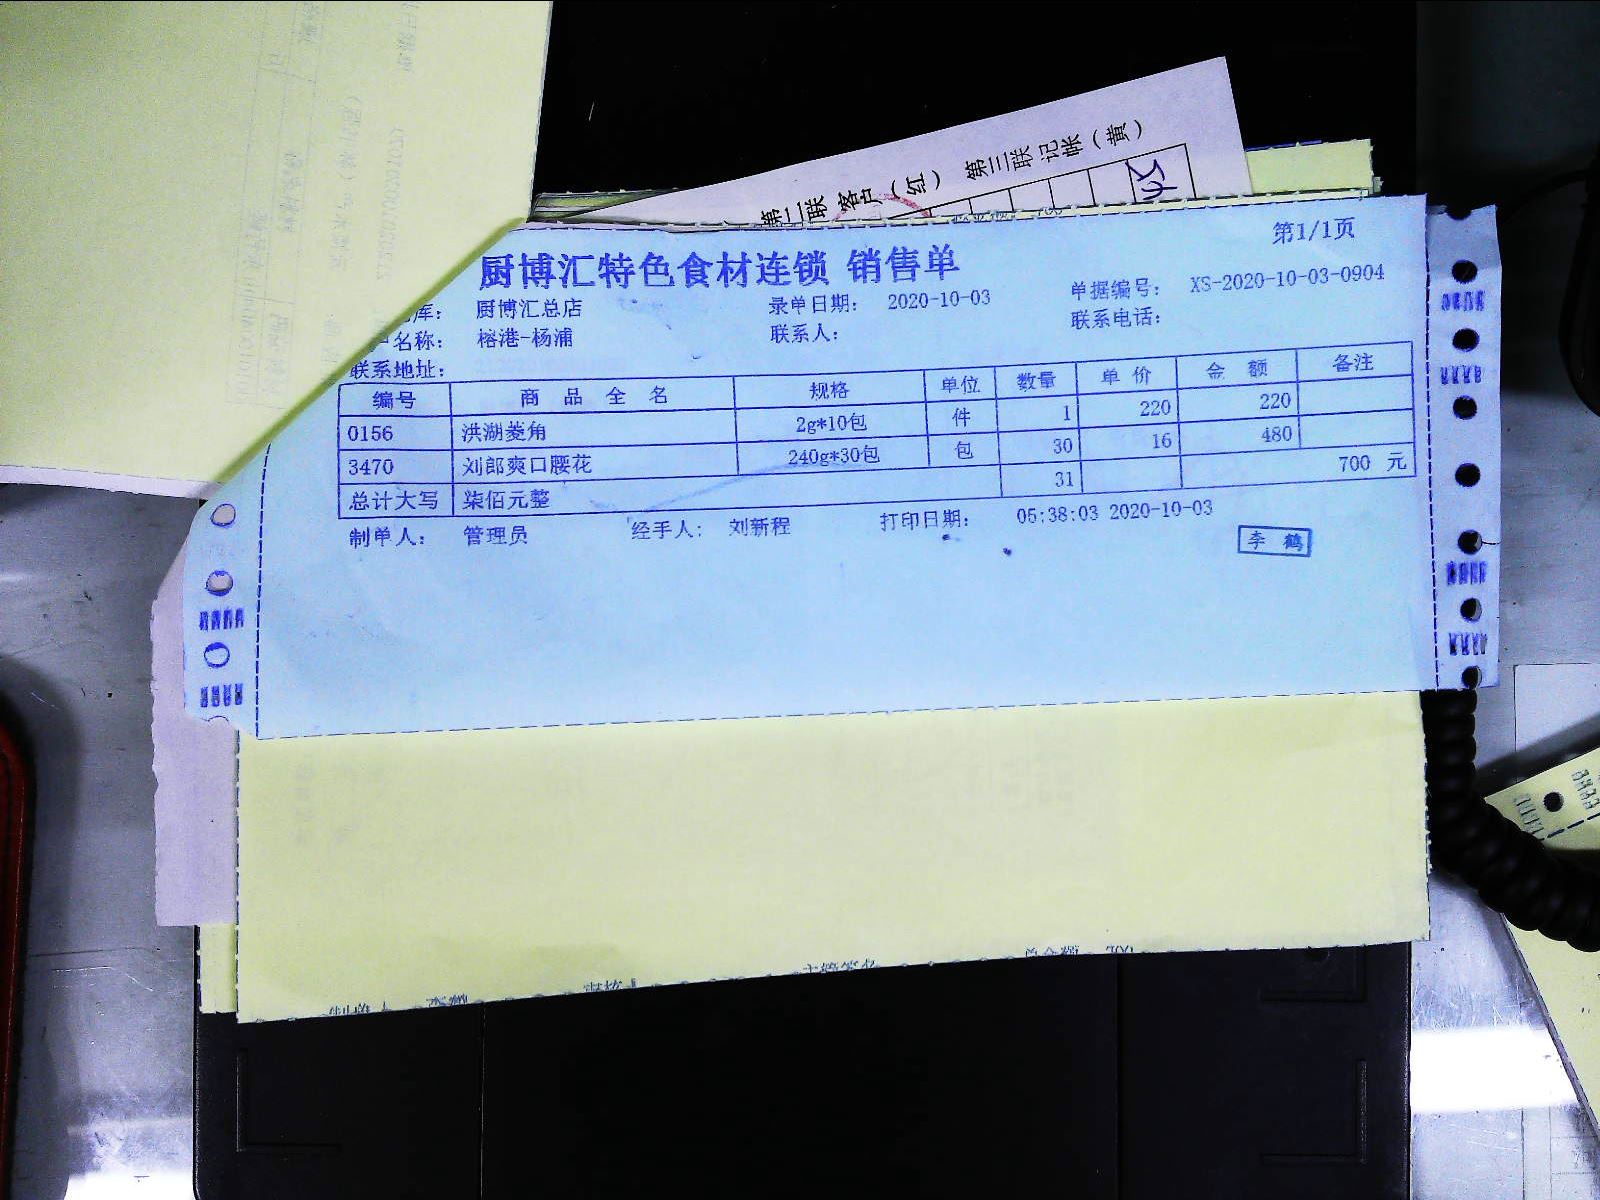 第二联 客户（红） 第三联 记帐（黄）
第1/1页
厨博汇特色食材连锁 销售单
库： 厨博汇总店 录单日期： 2020-10-03 单据编号： XS-2020-10-03-0904
名称： 榕港-杨浦 联系人： 联系电话：
联系地址：
编号 商 品 全 名 规格 单位 数量 单 价 金 额 备注
0156 洪湖菱角 2g*10包 件 1 220 220
3470 刘郎爽口腰花 240g*30包 包 30 16 480
总计大写 柒佰元整 31 700 元
制单人： 管理员 经手人： 刘新程 打印日期： 05:38:03 2020-10-03
李 鹤